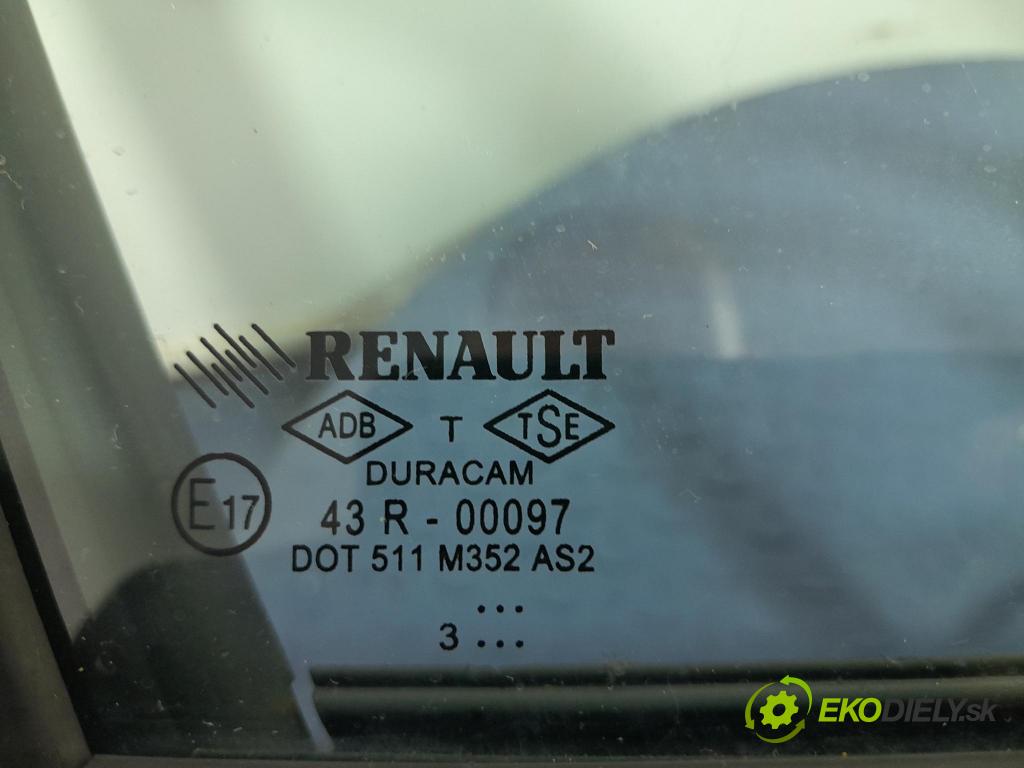 RENAULT
ADB T TSE
DURACAM
E17 43 R - 00097
DOT 511 M352 AS2
...
3 ...
EKODIELY.sk